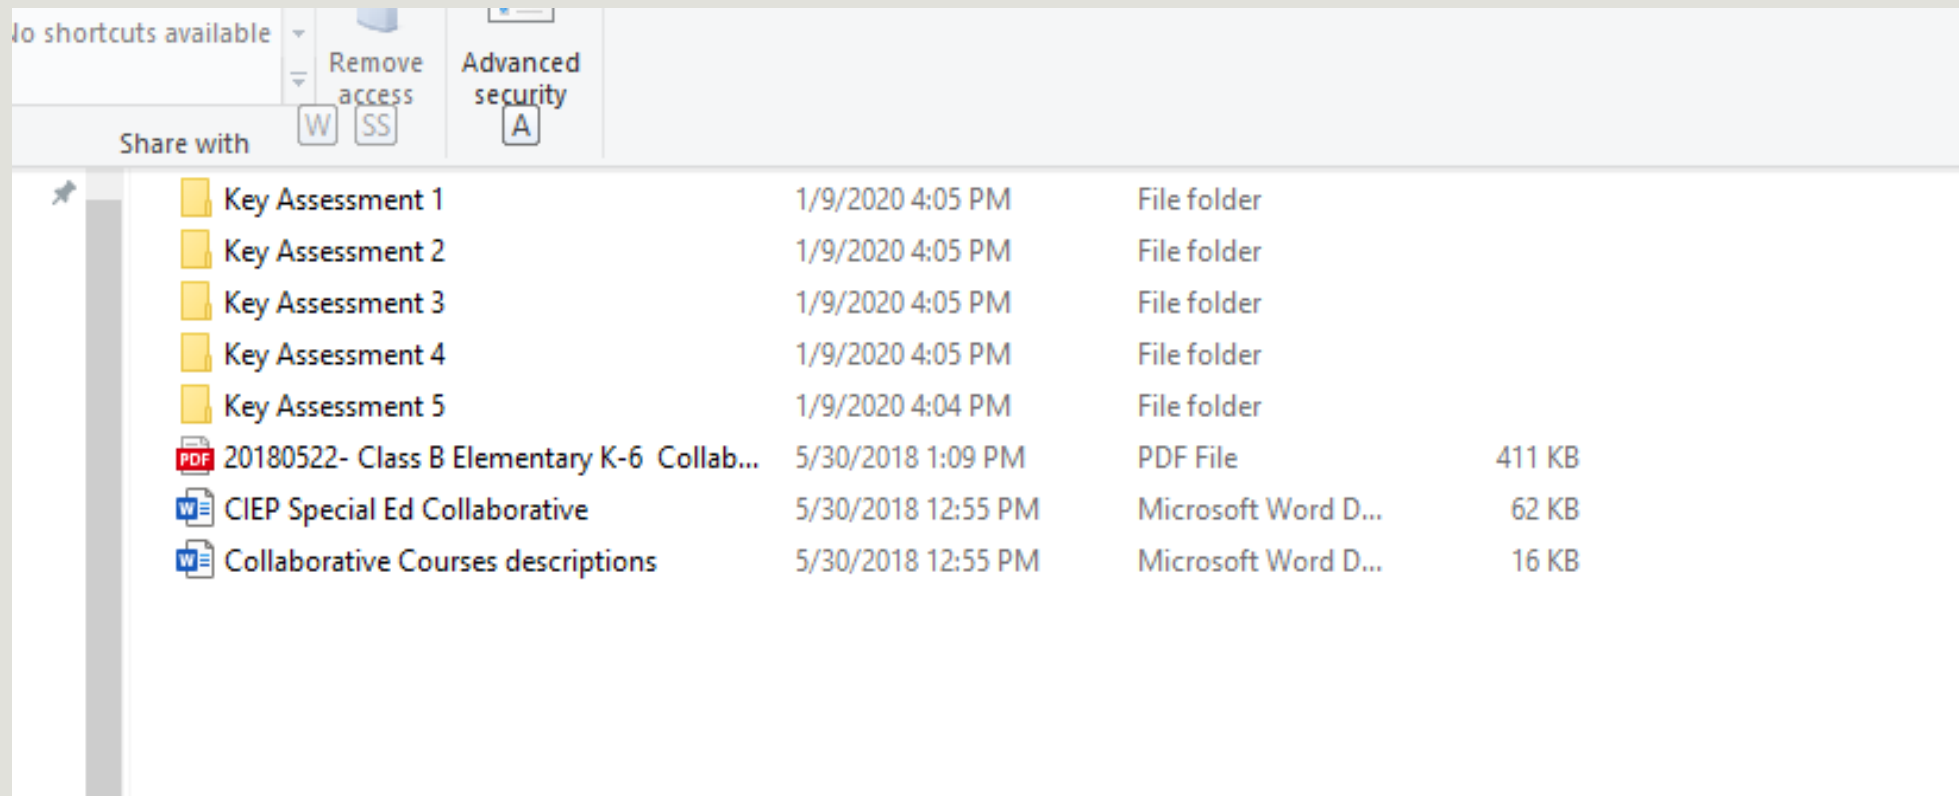 No shortcuts available
Remove
access
Advanced
security
W SS A
Share with
Key Assessment 1 1/9/2020 4:05 PM File folder
Key Assessment 2 1/9/2020 4:05 PM File folder
Key Assessment 3 1/9/2020 4:05 PM File folder
Key Assessment 4 1/9/2020 4:05 PM File folder
Key Assessment 5 1/9/2020 4:04 PM File folder
PDF 20180522- Class B Elementary K-6 Collab... 5/30/2018 1:09 PM PDF File 411 KB
W CIEP Special Ed Collaborative 5/30/2018 12:55 PM Microsoft Word D... 62 KB
W Collaborative Courses descriptions 5/30/2018 12:55 PM Microsoft Word D... 16 KB